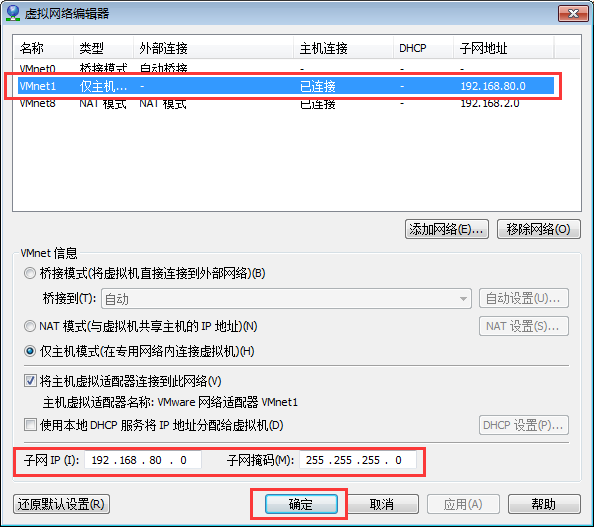 虚拟网络编辑器
名称 类型 外部连接 主机连接 DHCP 子网地址
VMnet0 桥接模式 自动桥接 - - -
VMnet1 仅主机... - 已连接 - 192.168.80.0
VMnet8 NAT 模式 NAT 模式 已连接 - 192.168.2.0
添加网络(E)... 移除网络(O)
VMnet 信息
桥接模式(将虚拟机直接连接到外部网络)(B)
桥接到(T): 自动 自动设置(U)...
NAT 模式(与虚拟机共享主机的 IP 地址)(N) NAT 设置(S)...
仅主机模式(在专用网络内连接虚拟机)(H)
将主机虚拟适配器连接到此网络(V)
主机虚拟适配器名称: VMware 网络适配器 VMnet1
使用本地 DHCP 服务将 IP 地址分配给虚拟机(D) DHCP 设置(P)...
子网 IP (I): 192 .168 . 80 . 0 子网掩码(M): 255 .255 .255 . 0
还原默认设置(R) 确定 取消 应用(A) 帮助